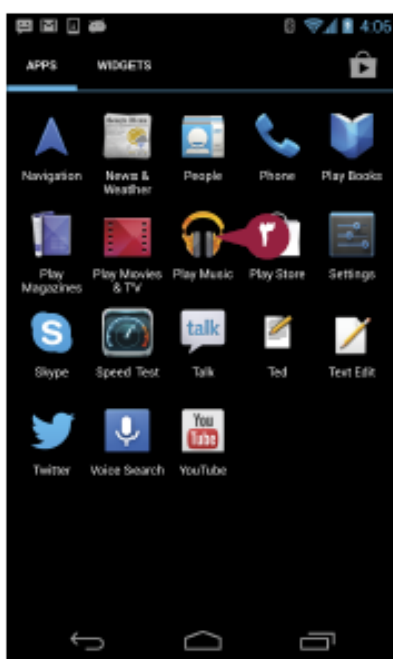 4:06
APPS WIDGETS
Navigation News & Weather People Phone Play Books
٣
Play Magazines Play Movies & TV Play Music Play Store Settings
talk
Skype Speed Test Talk Ted Text Edit
You Tube
Twitter Voice Search YouTube